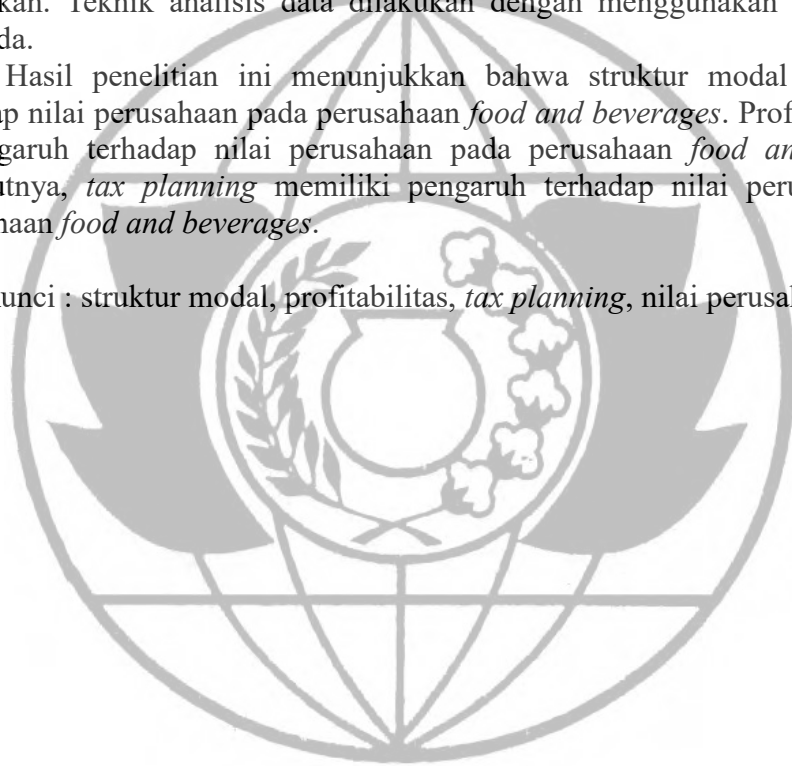 kan. Teknik analisis data dilakukan dengan menggunakan
da.
Hasil penelitian ini menunjukkan bahwa struktur modal
ap nilai perusahaan pada perusahaan food and beverages. Prof
garuh terhadap nilai perusahaan pada perusahaan food an
utnya, tax planning memiliki pengaruh terhadap nilai peru
haan food and beverages.
unci : struktur modal, profitabilitas, tax planning, nilai perusa